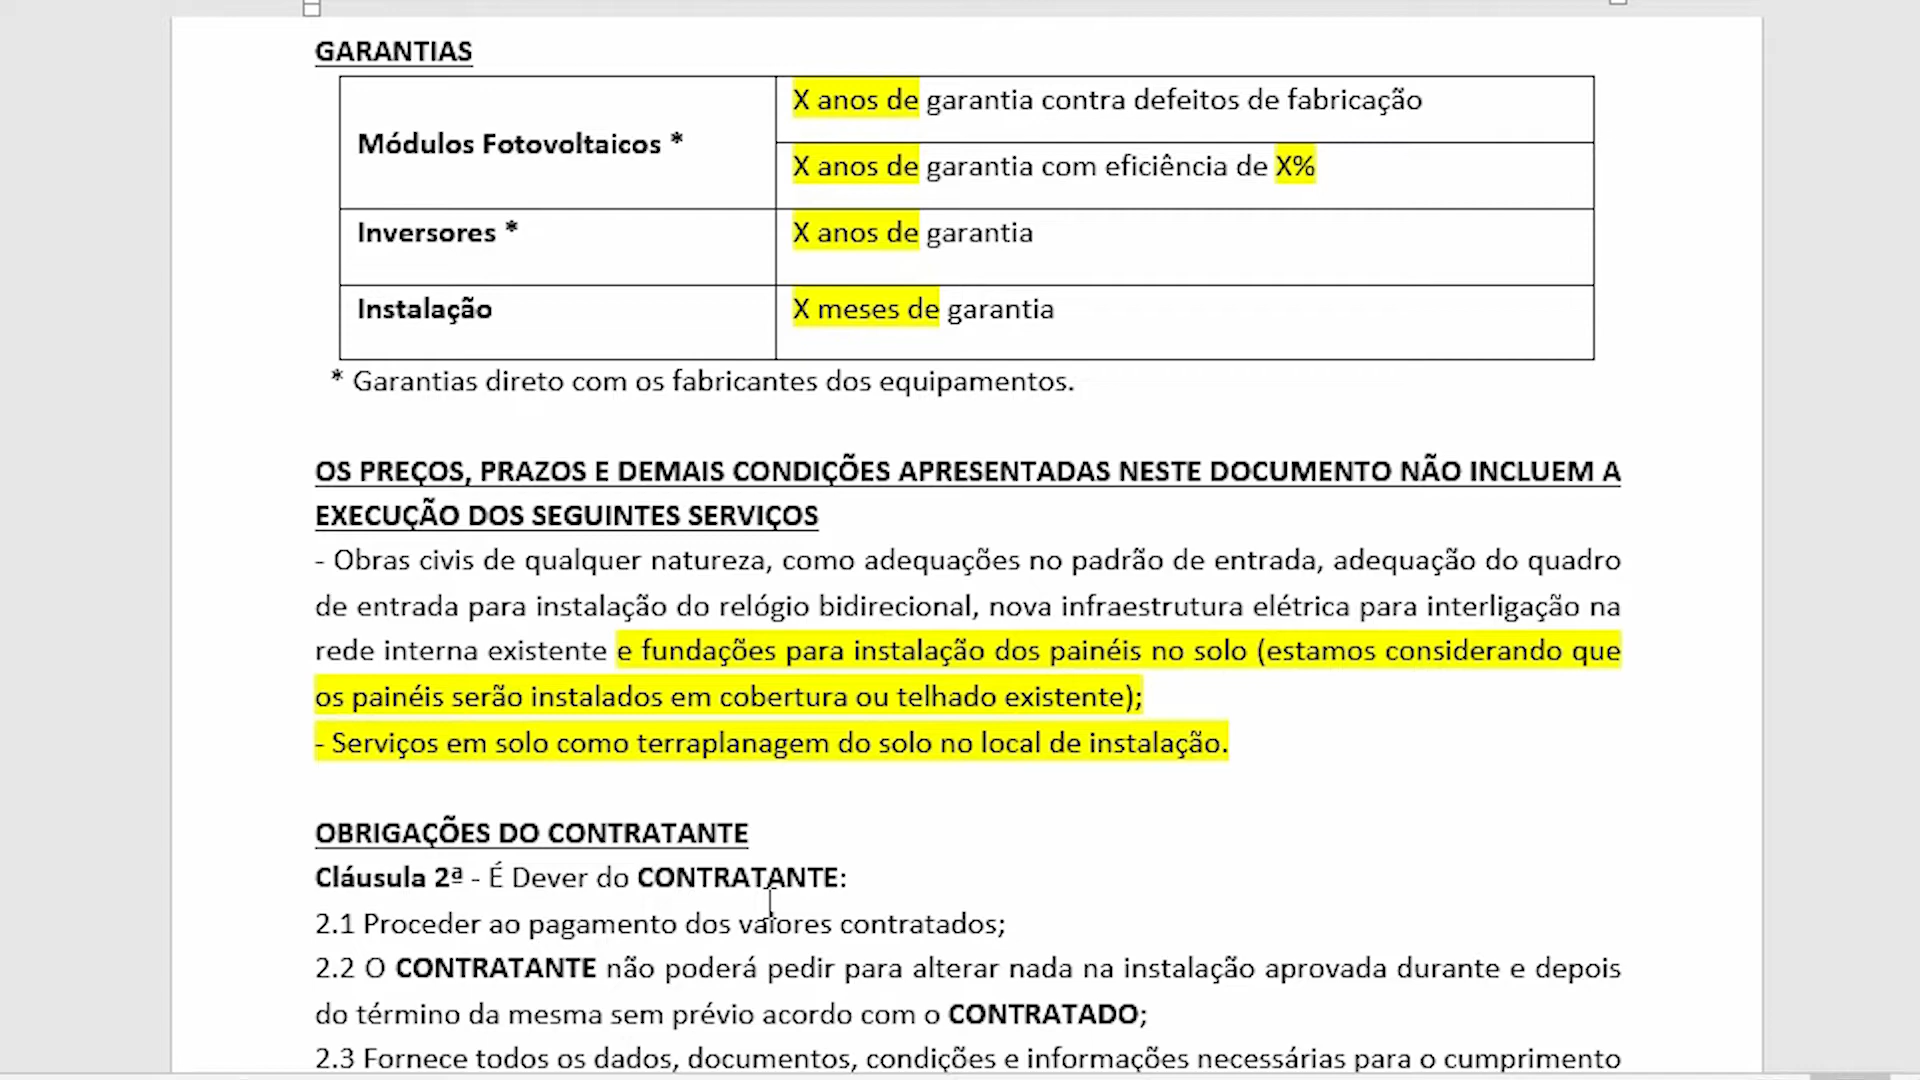 GARANTIAS
Módulos Fotovoltaicos *
X anos de garantia contra defeitos de fabricação
X anos de garantia com eficiência de X%
Inversores *
X anos de garantia
Instalação
X meses de garantia
* Garantias direto com os fabricantes dos equipamentos.
OS PREÇOS, PRAZOS E DEMAIS CONDIÇÕES APRESENTADAS NESTE DOCUMENTO NÃO INCLUEM A
EXECUÇÃO DOS SEGUINTES SERVIÇOS
- Obras civis de qualquer natureza, como adequações no padrão de entrada, adequação do quadro
de entrada para instalação do relógio bidirecional, nova infraestrutura elétrica para interligação na
rede interna existente e fundações para instalação dos painéis no solo (estamos considerando que
os painéis serão instalados em cobertura ou telhado existente);
- Serviços em solo como terraplanagem do solo no local de instalação.
OBRIGAÇÕES DO CONTRATANTE
Cláusula 2ª - É Dever do CONTRATANTE:
2.1 Proceder ao pagamento dos valores contratados;
2.2 O CONTRATANTE não poderá pedir para alterar nada na instalação aprovada durante e depois
do término da mesma sem prévio acordo com o CONTRATADO;
2.3 Fornece todos os dados, documentos, condições e informações necessárias para o cumprimento